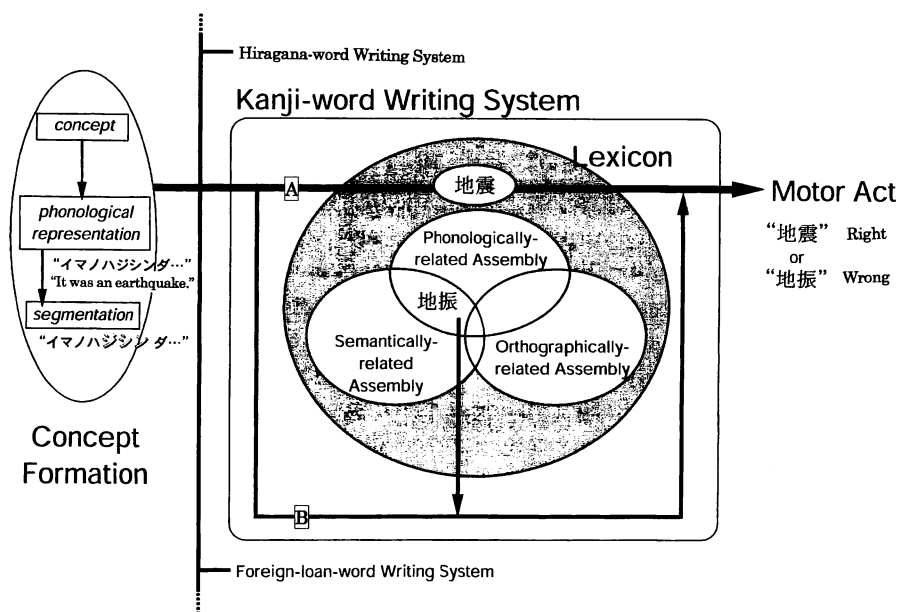 Hiragana-word Writing System
Kanji-word Writing System
Lexicon
concept
phonological
representation
“イマノハジシンダ…”
“It was an earthquake.”
segmentation
“イマノハジシン ダ…”
Concept
Formation
A
地震
Phonologically-
related Assembly
地振
Semantically-
related
Assembly
Orthographically-
related Assembly
B
Motor Act
“地震” Right
or
“地振” Wrong
Foreign-loan-word Writing System